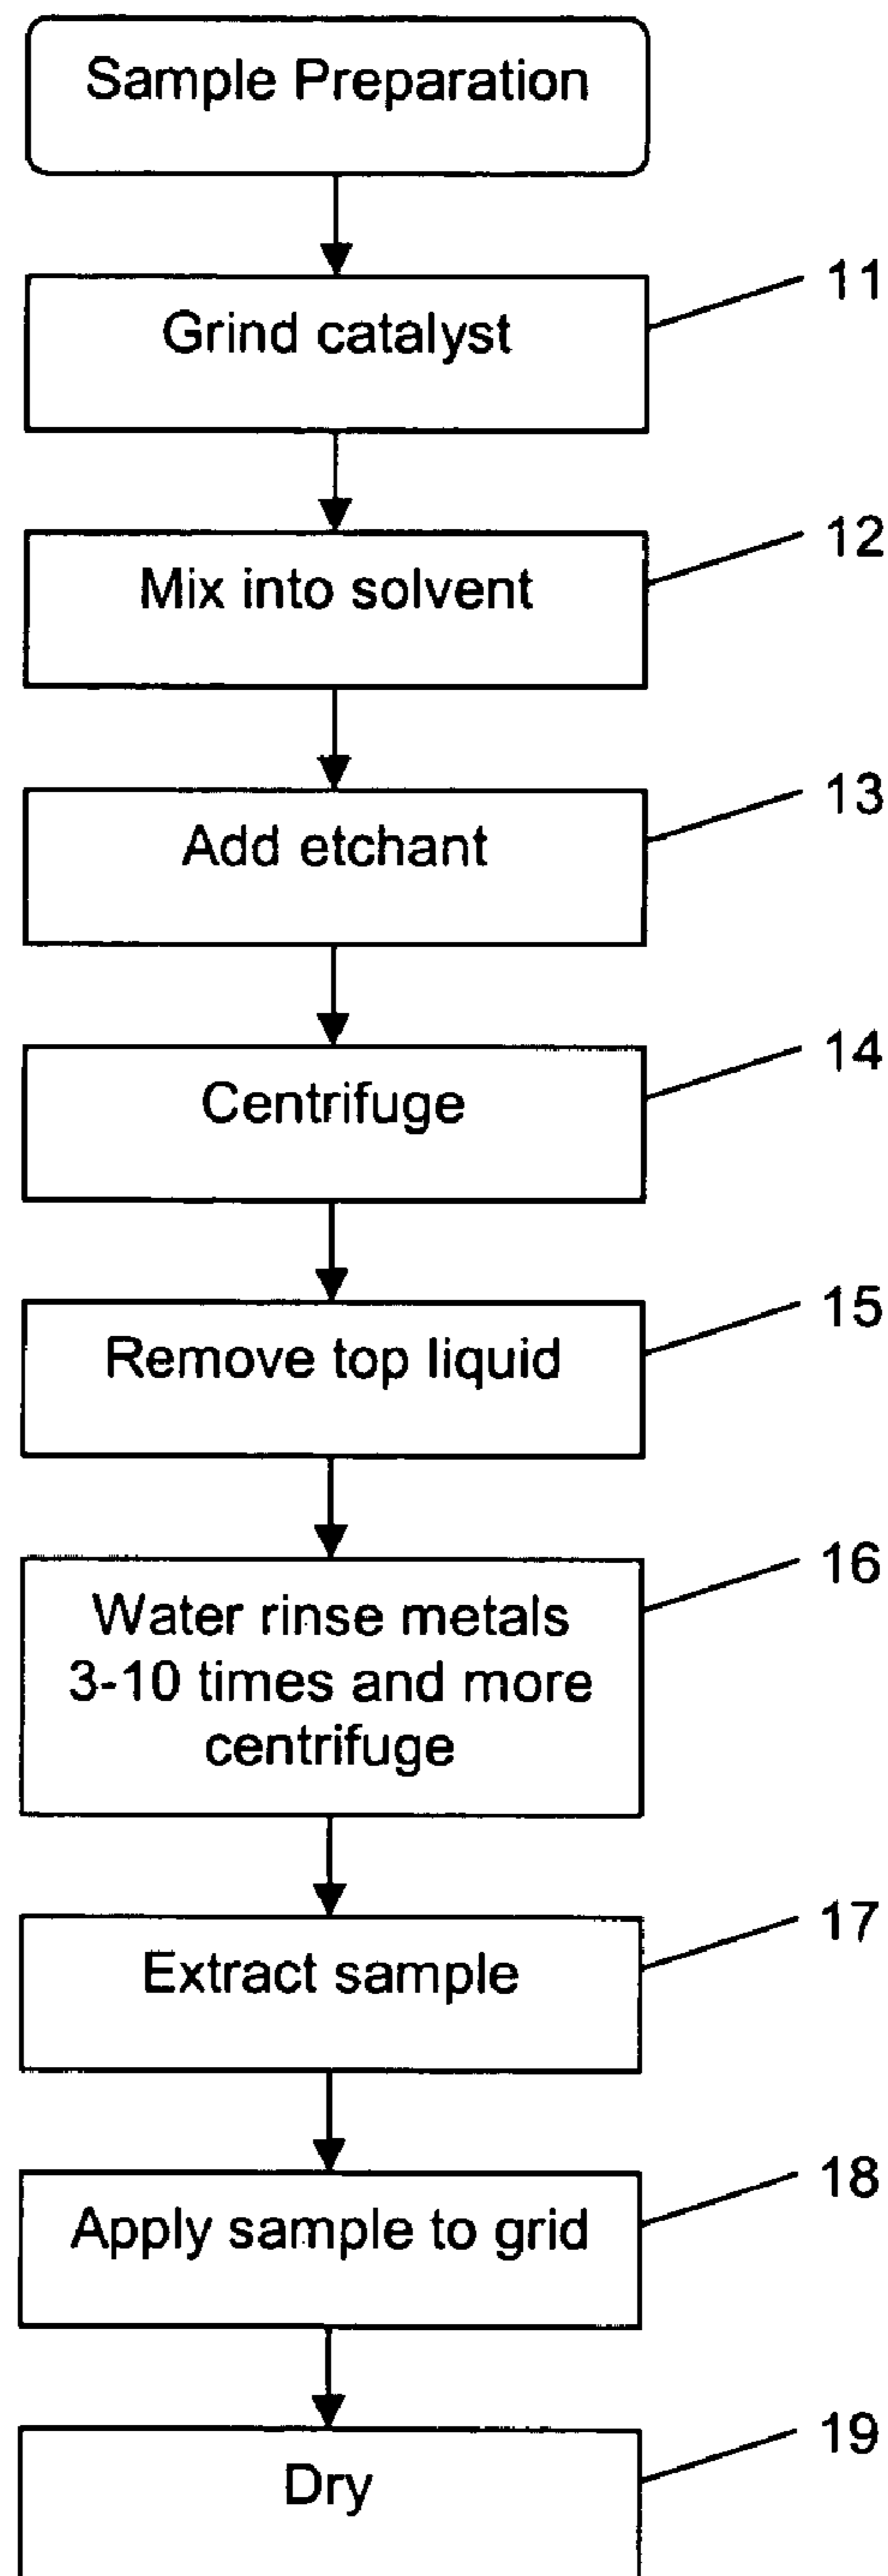 Sample Preparation
Grind catalyst
11
Mix into solvent
12
Add etchant
13
Centrifuge
14
Remove top liquid
15
Water rinse metals
3-10 times and more
centrifuge
16
Extract sample
17
Apply sample to grid
18
Dry
19